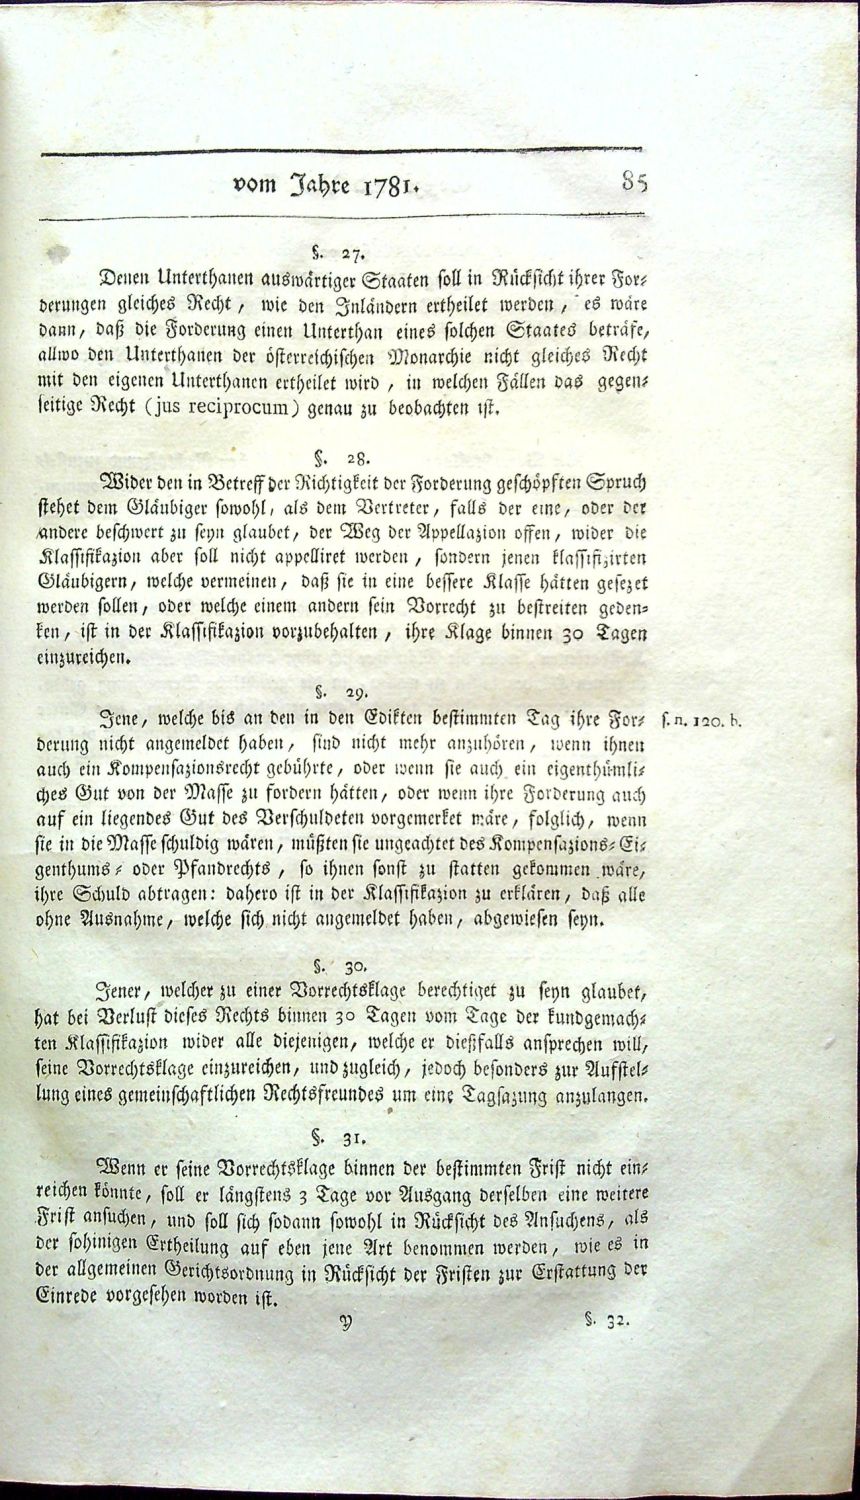 vom Jahre 1781. 85
§. 27.
Denen Unterthanen auswärtiger Staaten soll in Rücksicht ihrer For-
derungen gleiches Recht, wie den Inländern ertheilet werden, es wäre
dann, daß die Forderung einen Unterthan eines solchen Staates beträfe,
allwo den Unterthanen der österreichischen Monarchie nicht gleiches Recht
mit den eigenen Unterthanen ertheilet wird, in welchen Fällen das gegen-
seitige Recht (jus reciprocum) genau zu beobachten ist.
§. 28.
Wider den in Betreff der Richtigkeit der Forderung geschöpften Spruch
stehet dem Gläubiger sowohl, als dem Vertreter, falls der eine, oder der
andere beschwert zu seyn glaubet, der Weg der Appellazion offen, wider die
Klassifikazion aber soll nicht appelliret werden, sondern jenen klassifizirten
Gläubigern, welche vermeinen, daß sie in eine bessere Klasse hätten gesezet
werden sollen, oder welche einem andern sein Vorrecht zu bestreiten geden-
ken, ist in der Klassifikazion vorzubehalten, ihre Klage binnen 30 Tagen
einzureichen.
§. 29.
Jene, welche bis an den in den Edikten bestimmten Tag ihre For- s. n. 120. b.
derung nicht angemeldet haben, sind nicht mehr anzuhören, wenn ihnen
auch ein Kompensazionsrecht gebührte, oder wenn sie auch ein eigenthümli-
ches Gut von der Masse zu fordern hätten, oder wenn ihre Forderung auch
auf ein liegendes Gut des Verschuldeten vorgemerket wäre, folglich, wenn
sie in die Masse schuldig wären, müßten sie ungeachtet des Kompensazions- Ei-
genthums- oder Pfandrechts, so ihnen sonst zu statten gekommen wäre,
ihre Schuld abtragen: dahero ist in der Klassifikazion zu erklären, daß alle
ohne Ausnahme, welche sich nicht angemeldet haben, abgewiesen seyn.
§. 30.
Jener, welcher zu einer Vorrechtsklage berechtiget zu seyn glaubet,
hat bei Verlust dieses Rechts binnen 30 Tagen vom Tage der kundgemach-
ten Klassifikazion wider alle diejenigen, welche er dießfalls ansprechen will,
seine Vorrechtsklage einzureichen, und zugleich, jedoch besonders zur Aufstel-
lung eines gemeinschaftlichen Rechtsfreundes um eine Tagsazung anzulangen.
§. 31.
Wenn er seine Vorrechtsklage binnen der bestimmten Frist nicht ein-
reichen könnte, soll er längstens 3 Tage vor Ausgang derselben eine weitere
Frist ansuchen, und soll sich sodann sowohl in Rücksicht des Ansuchens, als
der sohinigen Ertheilung auf eben jene Art benommen werden, wie es in
der allgemeinen Gerichtsordnung in Rücksicht der Fristen zur Erstattung der
Einrede vorgesehen worden ist.
Y §. 32.